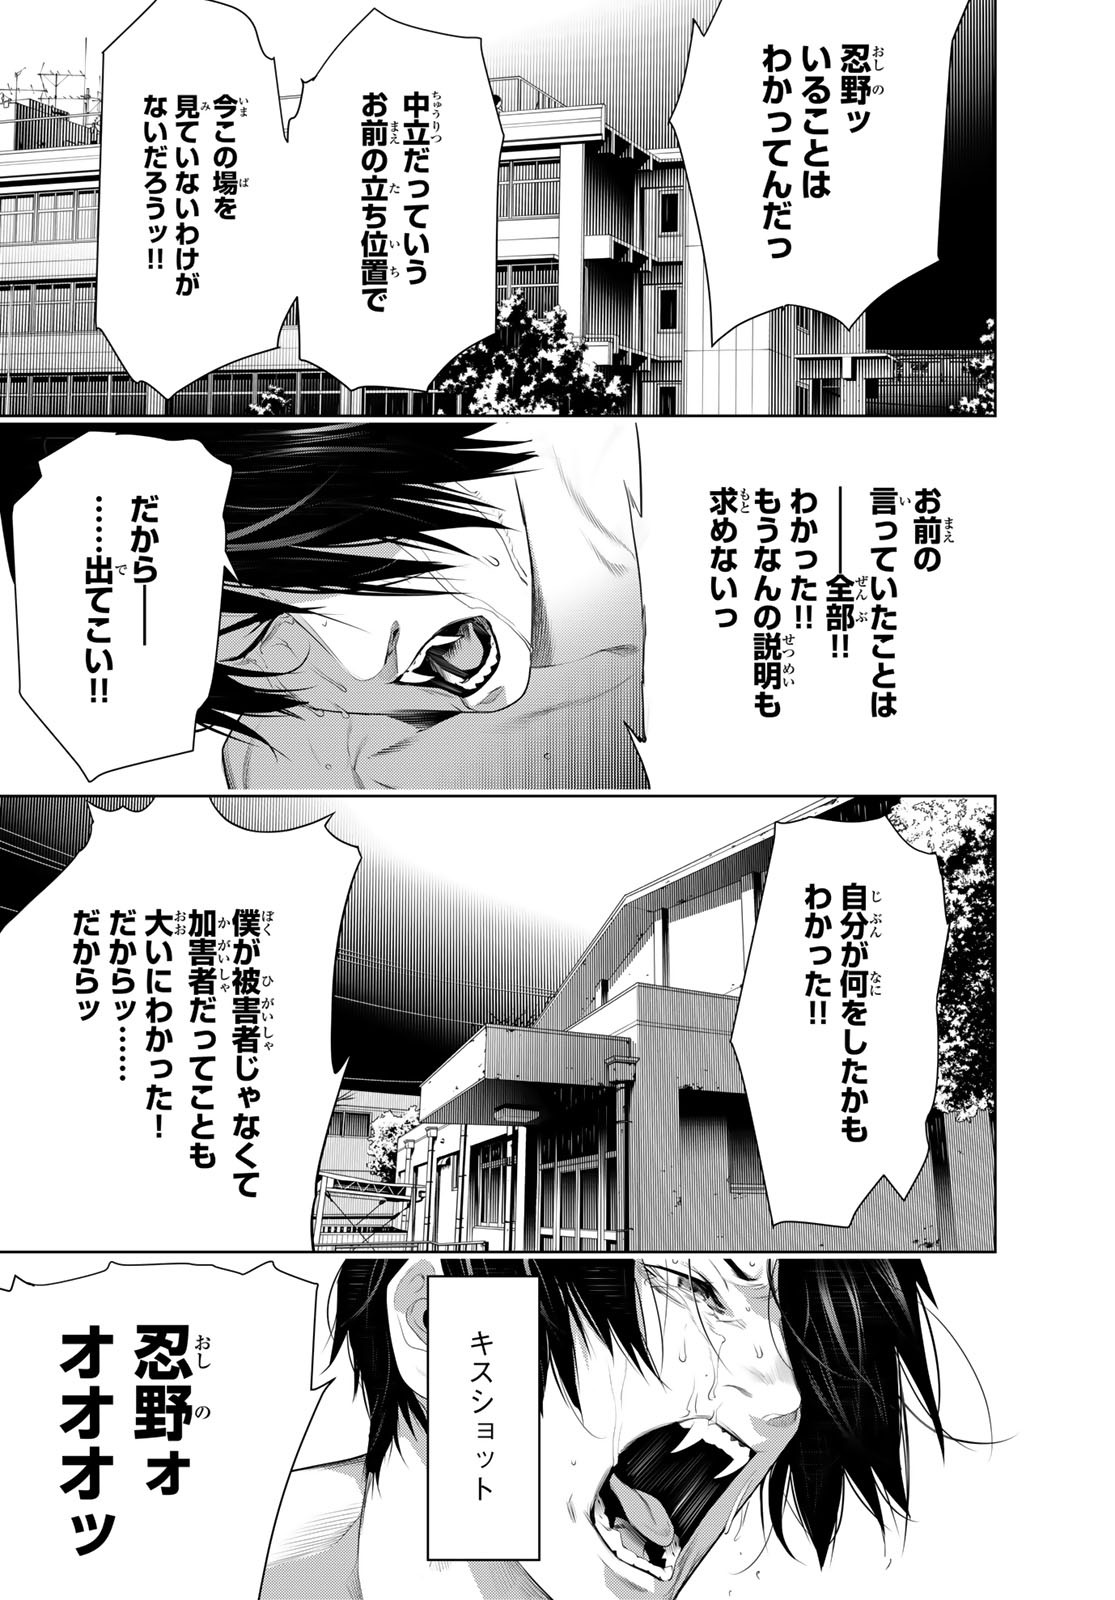 忍野ッ
いることは
わかってんだっ
中立だっていう
お前の立ち位置で
今この場を
見ていないわけが
ないだろうッ!!
お前の
言っていたことは
――全部!!
わかった!!
もうなんの説明も
求めないっ
だから――
……出てこい!!
自分が何をしたかも
わかった!!
僕が被害者じゃなくて
加害者だってことも
大いにわかった!
だからッ……
だからッ
キスショット
忍野ォ
オオオオッ